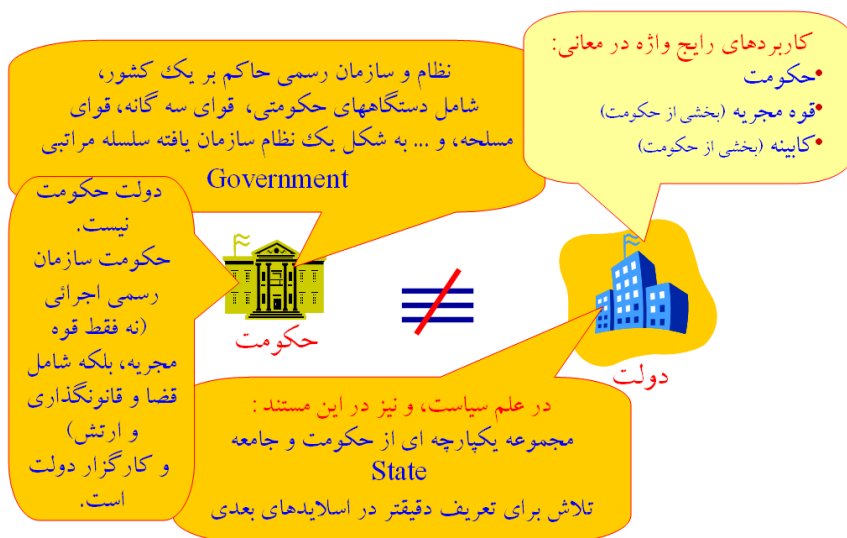 کاربردهای رایج واژه در معانی:
•حکومت
•قوه مجریه (بخشی از حکومت)
•کابینه (بخشی از حکومت)
نظام و سازمان رسمی حاکم بر یک کشور،
شامل دستگاههای حکومتی، قوای سه گانه، قوای
مسلحه، و ... به شکل یک نظام سازمان یافته سلسله مراتبی
Government
دولت حکومت
نیست.
حکومت سازمان
رسمی اجرائی
(نه فقط قوه
مجریه، بلکه شامل
قضا و قانونگذاری
و ارتش)
و کارگزار دولت
است.
حکومت
دولت
در علم سیاست، و نیز در این مستند :
مجموعه یکپارچه ای از حکومت و جامعه
State
تلاش برای تعریف دقیقتر در اسلایدهای بعدی